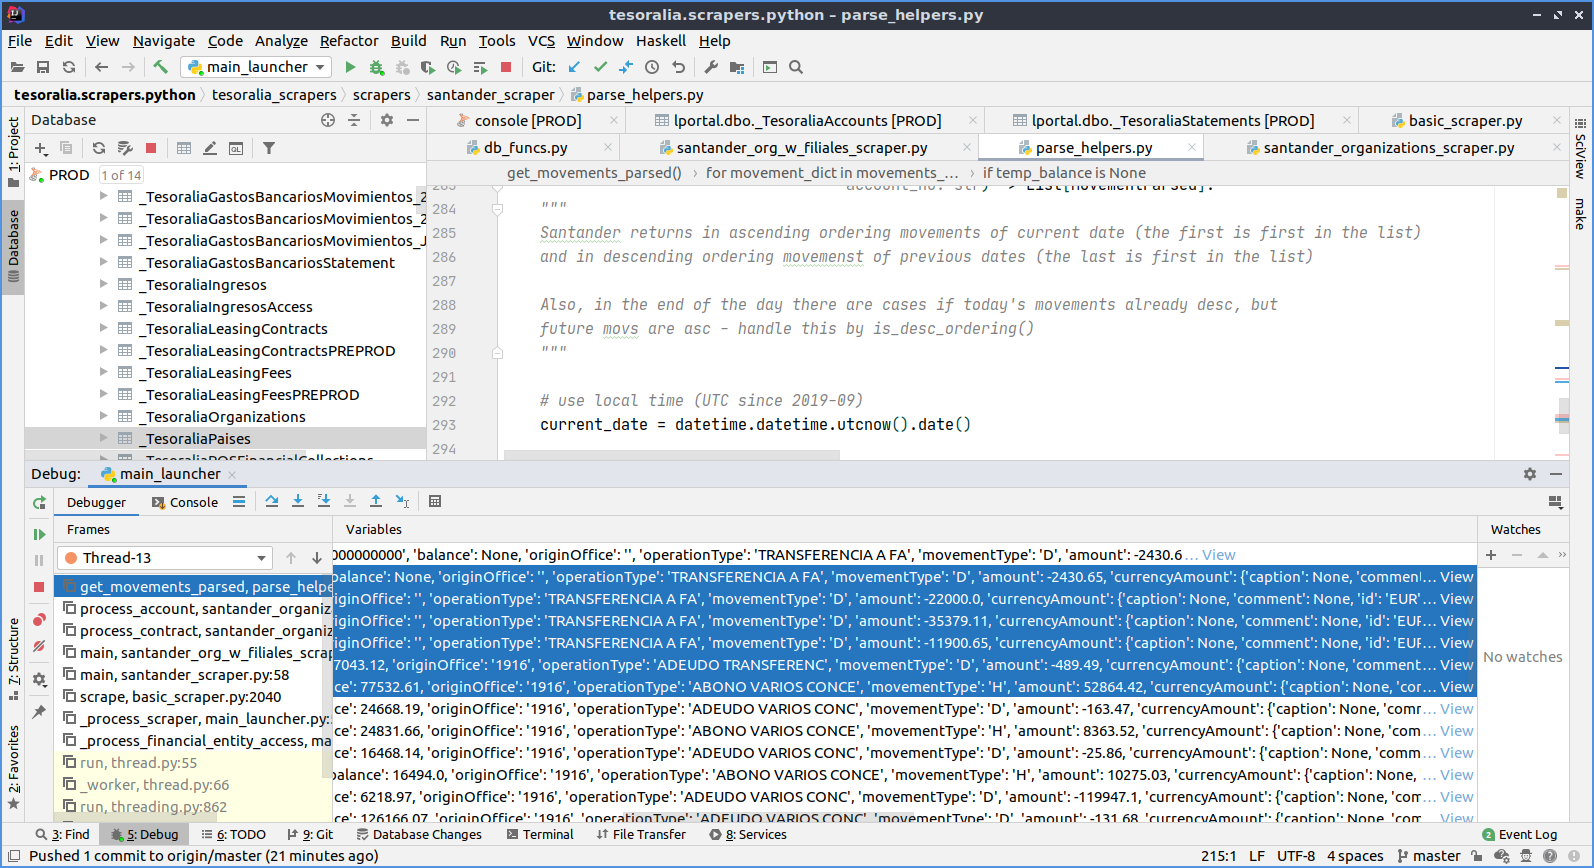 tesoralia.scrapers.python – parse_helpers.py
File Edit View Navigate Code Analyze Refactor Build Run Tools VCS Window Haskell Help
main_launcher Git:
tesoralia.scrapers.python tesoralia_scrapers scrapers santander_scraper parse_helpers.py
1: Project
Database
7: Structure
2: Favorites
Database
PROD 1 of 14
_TesoraliaGastosBancariosMovimientos_2
_TesoraliaGastosBancariosMovimientos_2
_TesoraliaGastosBancariosMovimientos_J
_TesoraliaGastosBancariosStatement
_TesoraliaIngresos
_TesoraliaIngresosAccess
_TesoraliaLeasingContracts
_TesoraliaLeasingContractsPREPROD
_TesoraliaLeasingFees
_TesoraliaLeasingFeesPREPROD
_TesoraliaOrganizations
_TesoraliaPaises
_TesoraliaPOSFinancialCollections
console [PROD] lportal.dbo._TesoraliaAccounts [PROD] lportal.dbo._TesoraliaStatements [PROD] basic_scraper.py
db_funcs.py santander_org_w_filiales_scraper.py parse_helpers.py santander_organizations_scraper.py
get_movements_parsed() for movement_dict in movements_... if temp_balance is None
283 account_no: str) -> List[MovementParsed]:
284 """
285 Santander returns in ascending ordering movements of current date (the first is first in the list)
286 and in descending ordering movemenst of previous dates (the last is first in the list)
287
288 Also, in the end of the day there are cases if today's movements already desc, but
289 future movs are asc - handle this by is_desc_ordering()
290 """
291
292 # use local time (UTC since 2019-09)
293 current_date = datetime.datetime.utcnow().date()
294
SciView
make
Debug: main_launcher
Debugger Console
Frames
Thread-13
get_movements_parsed, parse_helpe
process_account, santander_organiz
process_contract, santander_organiz
main, santander_org_w_filiales_scrap
main, santander_scraper.py:58
scrape, basic_scraper.py:2040
_process_scraper, main_launcher.py:
_process_financial_entity_access, ma
run, thread.py:55
_worker, thread.py:66
run, threading.py:862
Variables
000000000', 'balance': None, 'originOffice': '', 'operationType': 'TRANSFERENCIA A FA', 'movementType': 'D', 'amount': -2430.6... View
balance': None, 'originOffice': '', 'operationType': 'TRANSFERENCIA A FA', 'movementType': 'D', 'amount': -2430.65, 'currencyAmount': {'caption': None, 'commen... View
iginOffice': '', 'operationType': 'TRANSFERENCIA A FA', 'movementType': 'D', 'amount': -22000.0, 'currencyAmount': {'caption': None, 'comment': None, 'id': 'EUR'... View
iginOffice': '', 'operationType': 'TRANSFERENCIA A FA', 'movementType': 'D', 'amount': -35379.11, 'currencyAmount': {'caption': None, 'comment': None, 'id': 'EUF... View
iginOffice': '', 'operationType': 'TRANSFERENCIA A FA', 'movementType': 'D', 'amount': -11900.65, 'currencyAmount': {'caption': None, 'comment': None, 'id': 'EUF... View
7043.12, 'originOffice': '1916', 'operationType': 'ADEUDO TRANSFERENC', 'movementType': 'D', 'amount': -489.49, 'currencyAmount': {'caption': None, 'comment... View
ce': 77532.61, 'originOffice': '1916', 'operationType': 'ABONO VARIOS CONCE', 'movementType': 'H', 'amount': 52864.42, 'currencyAmount': {'caption': None, 'cor... View
ce': 24668.19, 'originOffice': '1916', 'operationType': 'ADEUDO VARIOS CONC', 'movementType': 'D', 'amount': -163.47, 'currencyAmount': {'caption': None, 'comr... View
ce': 24831.66, 'originOffice': '1916', 'operationType': 'ABONO VARIOS CONCE', 'movementType': 'H', 'amount': 8363.52, 'currencyAmount': {'caption': None, 'com... View
ce': 16468.14, 'originOffice': '1916', 'operationType': 'ADEUDO VARIOS CONC', 'movementType': 'D', 'amount': -25.86, 'currencyAmount': {'caption': None, 'comm... View
balance': 16494.0, 'originOffice': '1916', 'operationType': 'ABONO VARIOS CONCE', 'movementType': 'H', 'amount': 10275.03, 'currencyAmount': {'caption': None, ... View
ce': 6218.97, 'originOffice': '1916', 'operationType': 'ADEUDO VARIOS CONC', 'movementType': 'D', 'amount': -119947.1, 'currencyAmount': {'caption': None, 'com... View
ce': 126166.07, 'originOffice': '1916', 'operationType': 'ADEUDO VARIOS CONC', 'movementType': 'D', 'amount': -131.68, 'currencyAmount': {'caption': None, 'com... View
Watches
No watches
3: Find 5: Debug 6: TODO 9: Git Database Changes Terminal File Transfer 8: Services 2 Event Log
Pushed 1 commit to origin/master (21 minutes ago) 215:1 LF UTF-8 4 spaces master